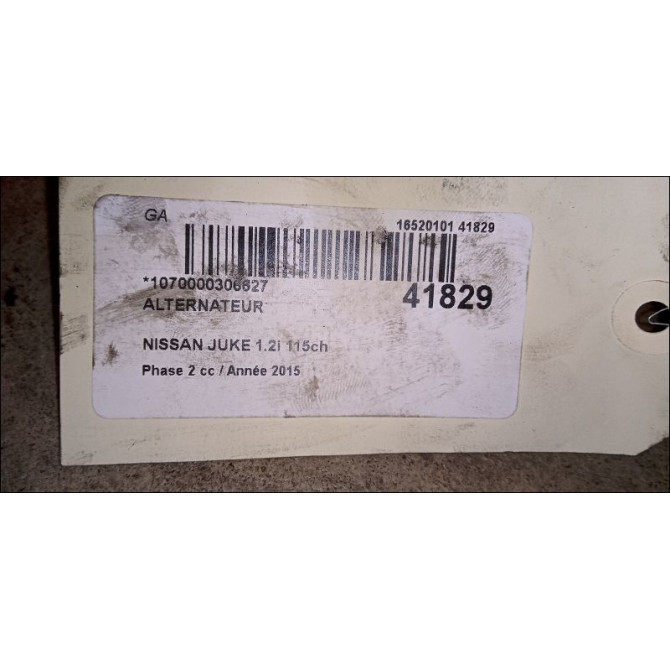 GA
16520101 41829
*1070000306627
41829
ALTERNATEUR
NISSAN JUKE 1.2i 115ch
Phase 2 cc / Année 2015